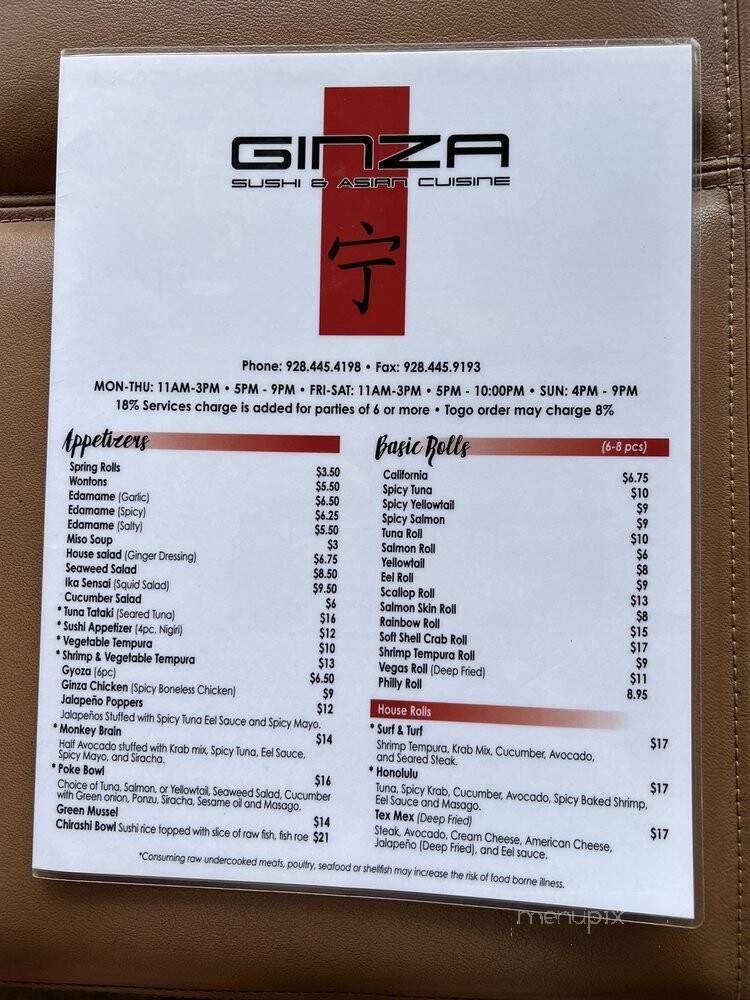 GINZA
SUSHI & ASIAN CUISINE
宁
Phone: 928.445.4198 • Fax: 928.445.9193
MON-THU: 11AM-3PM • 5PM - 9PM • FRI-SAT: 11AM-3PM • 5PM - 10:00PM • SUN: 4PM - 9PM
18% Services charge is added for parties of 6 or more • Togo order may charge 8%
Appetizers
Spring Rolls $3.50
Wontons $5.50
Edamame (Garlic) $6.50
Edamame (Spicy) $6.25
Edamame (Salty) $5.50
Miso Soup $3
House salad (Ginger Dressing) $6.75
Seaweed Salad $8.50
Ika Sensai (Squid Salad) $9.50
Cucumber Salad $6
* Tuna Tataki (Seared Tuna) $16
* Sushi Appetizer (4pc. Nigiri) $12
* Vegetable Tempura $10
* Shrimp & Vegetable Tempura $13
Gyoza (6pc) $6.50
Ginza Chicken (Spicy Boneless Chicken) $9
Jalapeño Poppers $12
Jalapeños Stuffed with Spicy Tuna Eel Sauce and Spicy Mayo.
* Monkey Brain $14
Half Avocado stuffed with Krab mix, Spicy Tuna, Eel Sauce,
Spicy Mayo, and Siracha.
* Poke Bowl $16
Choice of Tuna, Salmon, or Yellowtail, Seaweed Salad, Cucumber
with Green onion, Ponzu, Siracha, Sesame oil and Masago.
Green Mussel $14
Chirashi Bowl Sushi rice topped with slice of raw fish, fish roe $21
Basic Rolls (6-8 pcs)
California $6.75
Spicy Tuna $10
Spicy Yellowtail $9
Spicy Salmon $9
Tuna Roll $10
Salmon Roll $6
Yellowtail $8
Eel Roll $9
Scallop Roll $13
Salmon Skin Roll $8
Rainbow Roll $15
Soft Shell Crab Roll $17
Shrimp Tempura Roll $9
Vegas Roll (Deep Fried) $11
Philly Roll 8.95
House Rolls
* Surf & Turf $17
Shrimp Tempura, Krab Mix, Cucumber, Avocado,
and Seared Steak.
* Honolulu $17
Tuna, Spicy Krab, Cucumber, Avocado, Spicy Baked Shrimp,
Eel Sauce and Masago.
Tex Mex (Deep Fried) $17
Steak, Avocado, Cream Cheese, American Cheese,
Jalapeño (Deep Fried), and Eel sauce.
*Consuming raw undercooked meats, poultry, seafood or shellfish may increase the risk of food borne illness.
menupix